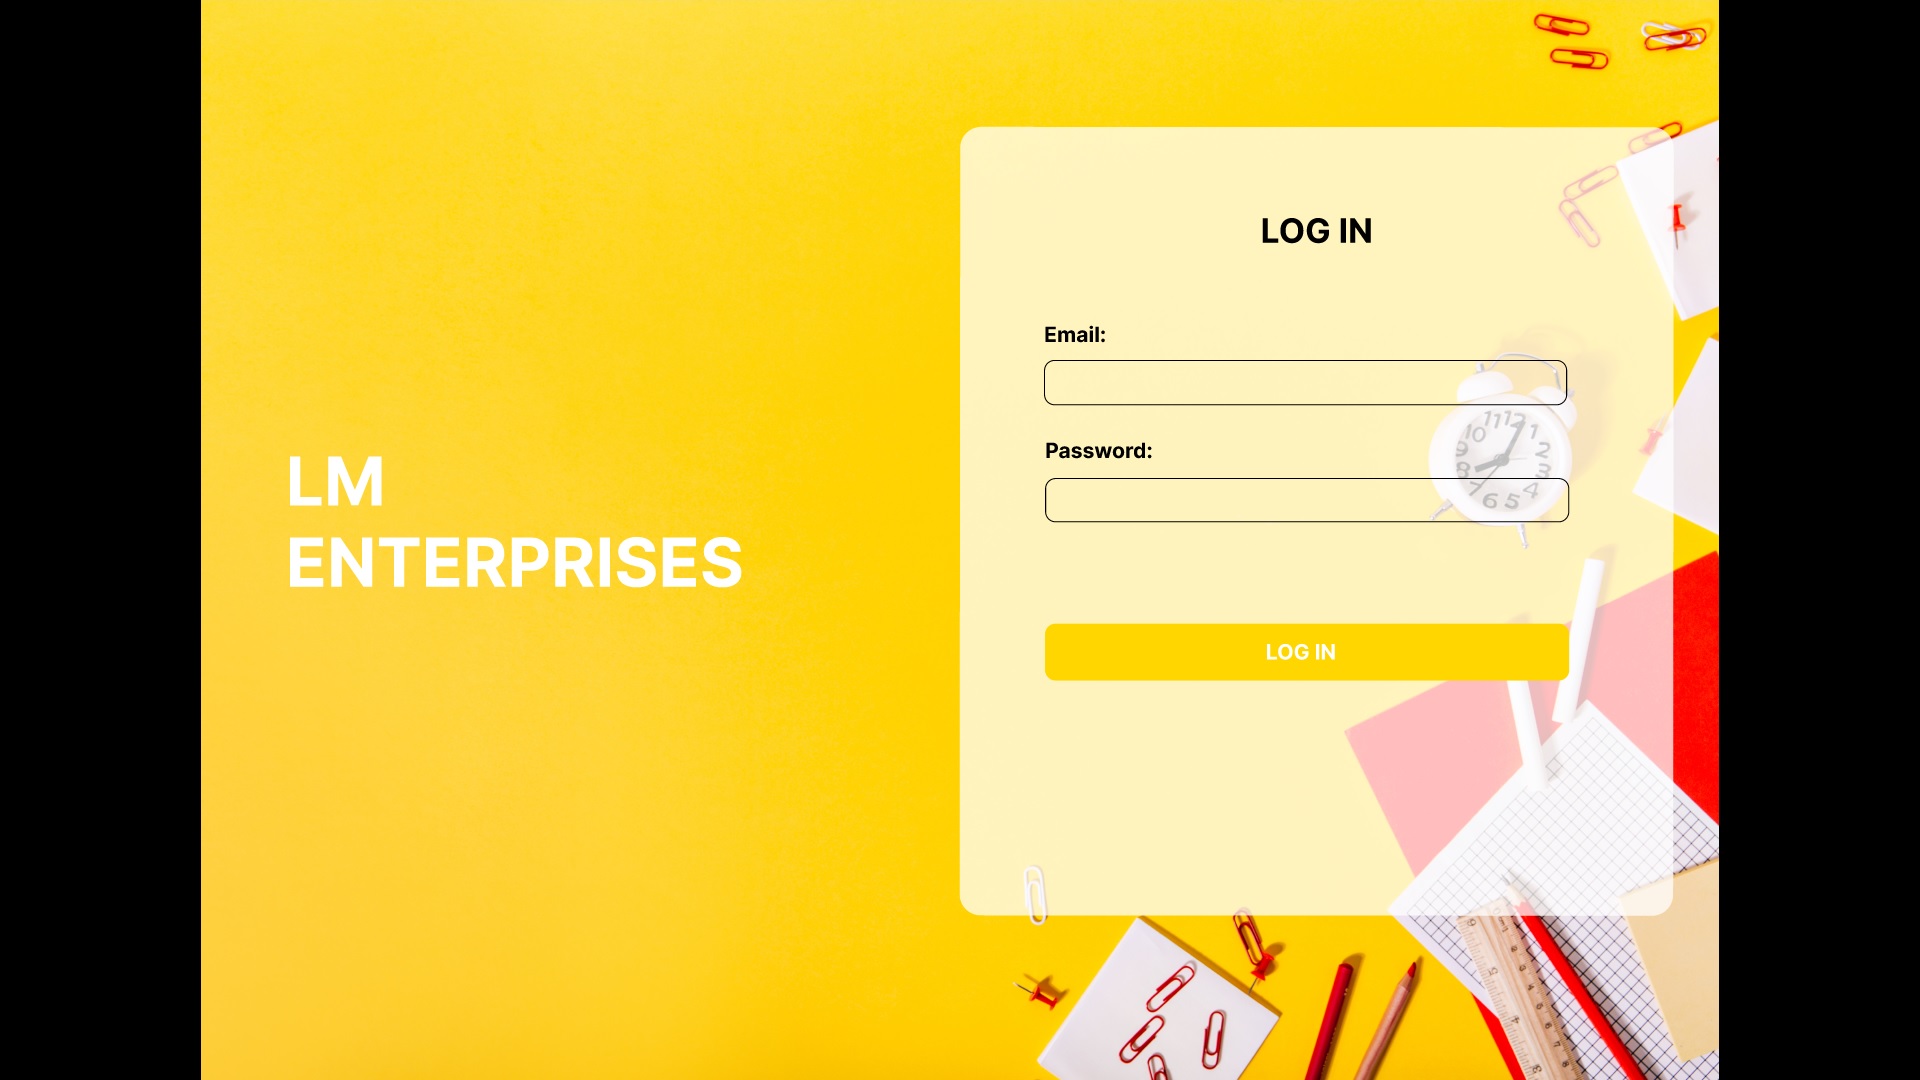 LM
ENTERPRISES
LOG IN
Email:
Password:
LOG IN